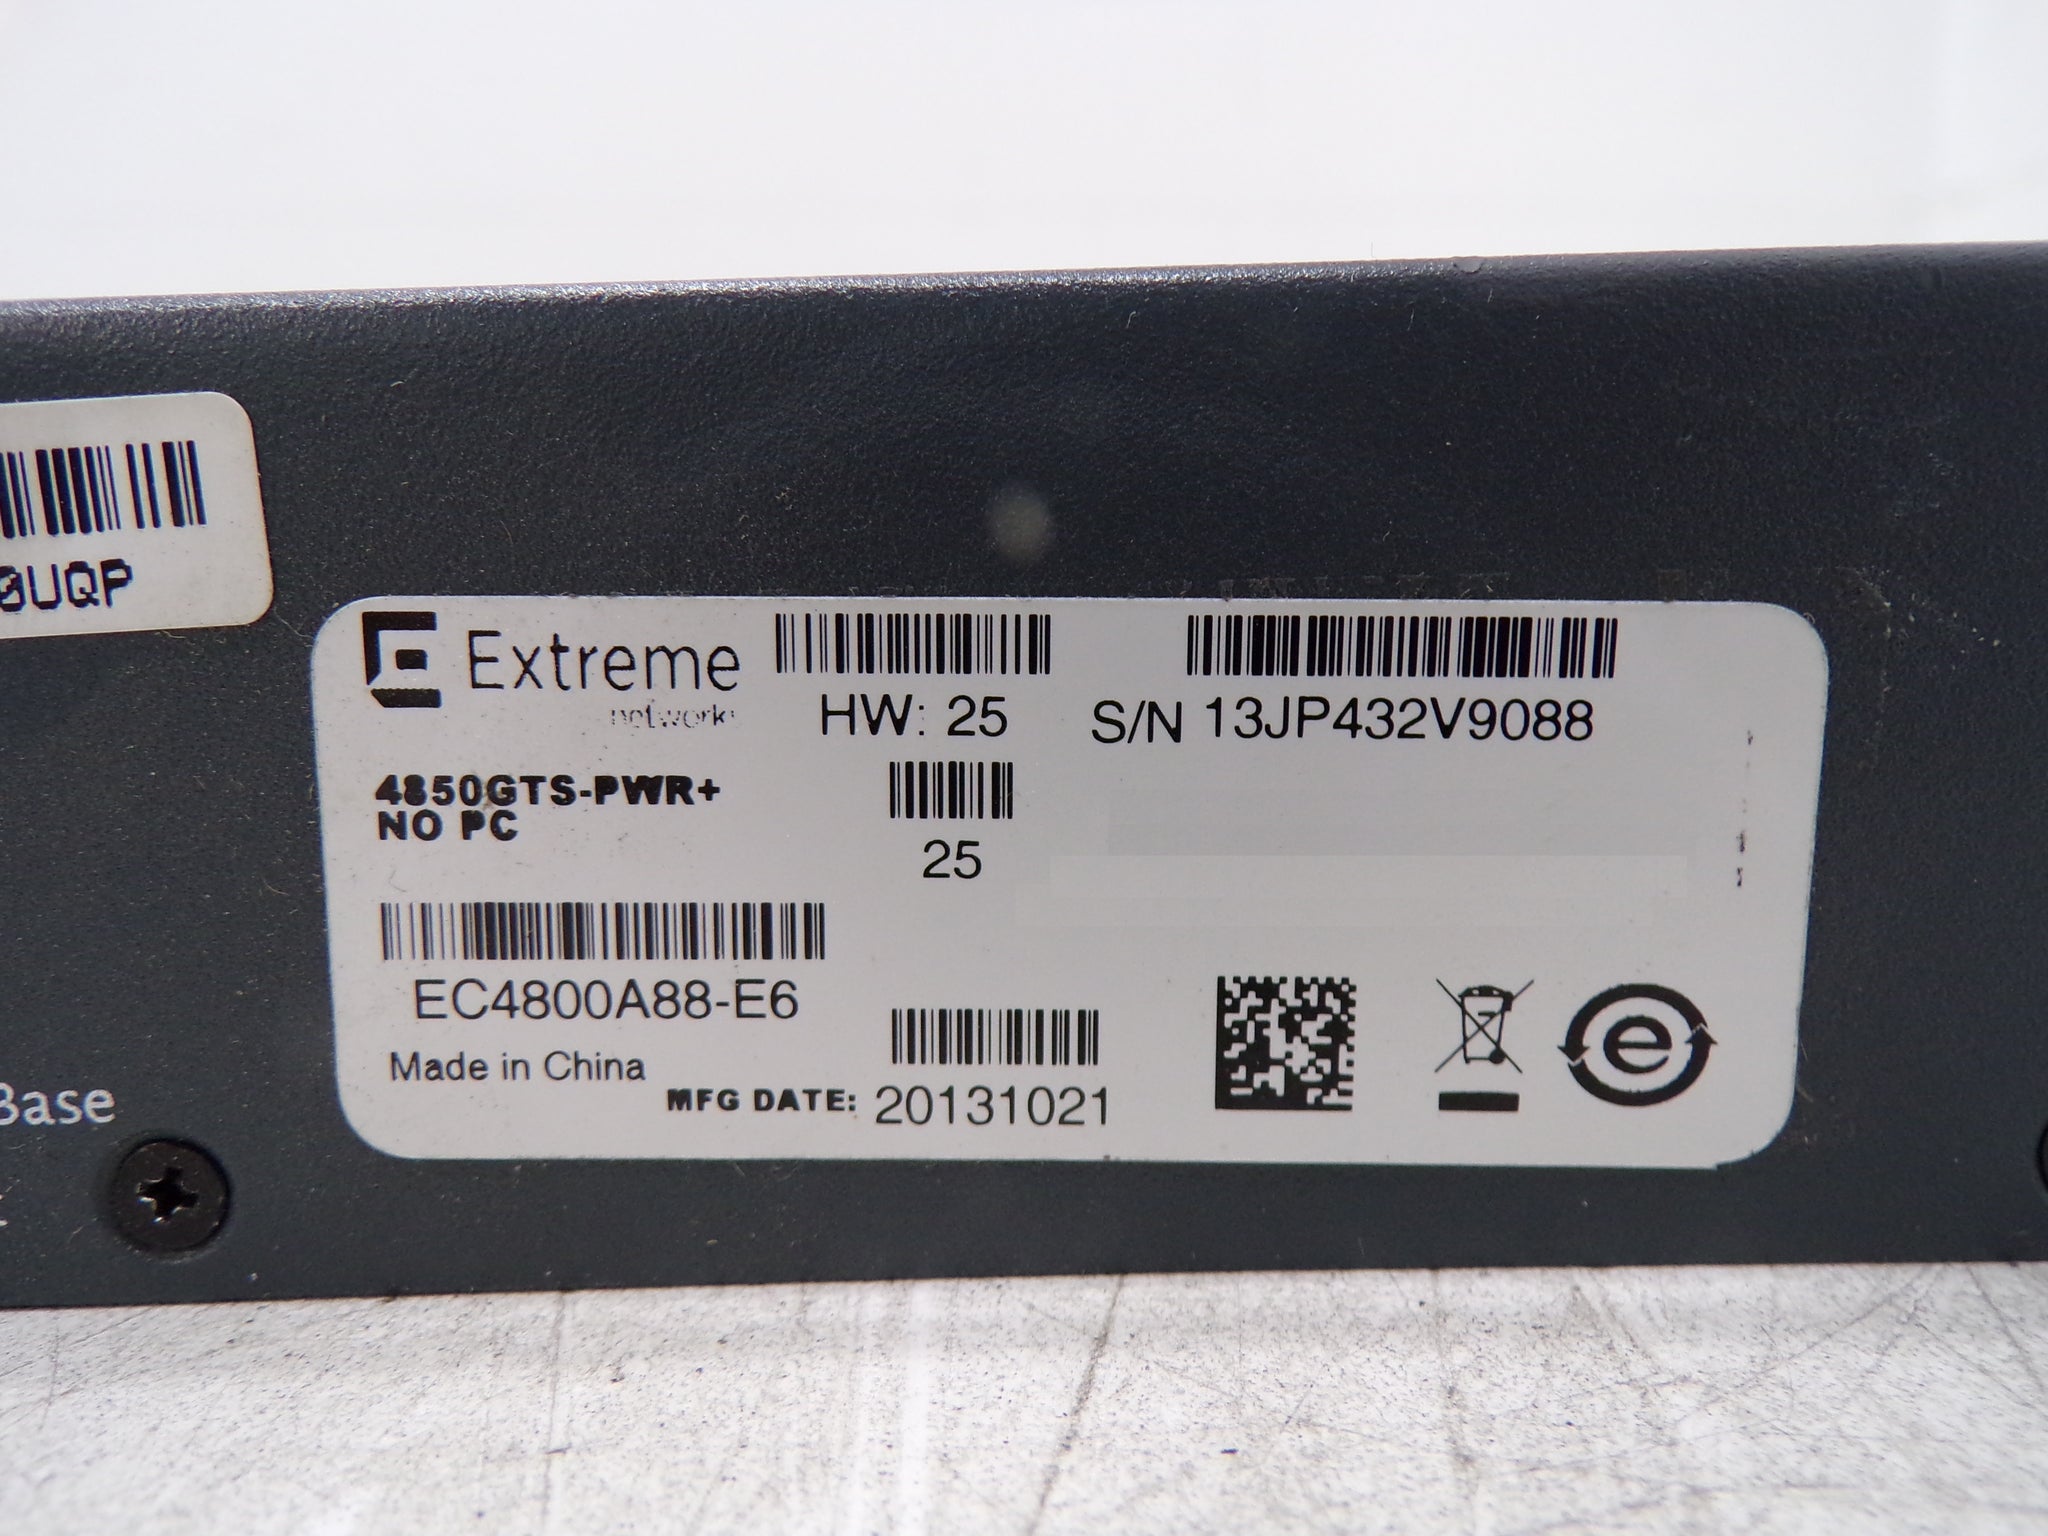 0UQP
Extreme
networks
HW: 25
S/N 13JP432V9088
4850GTS-PWR+
NO PC
25
EC4800A88-E6
Made in China
MFG DATE: 20131021
Base